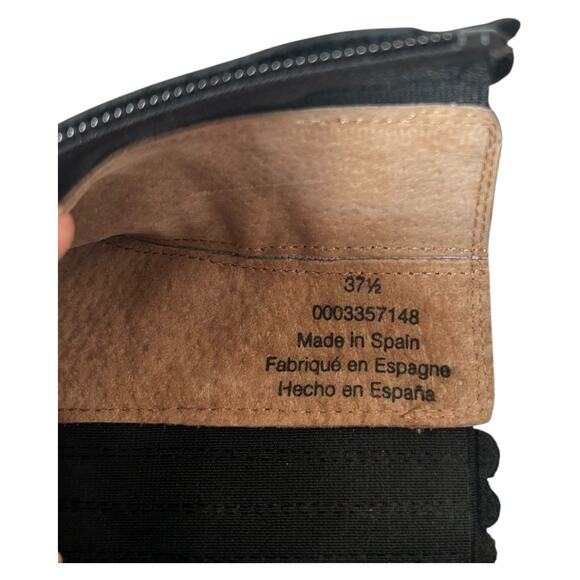 37½
0003357148
Made in Spain
Fabriqué en Espagne
Hecho en España